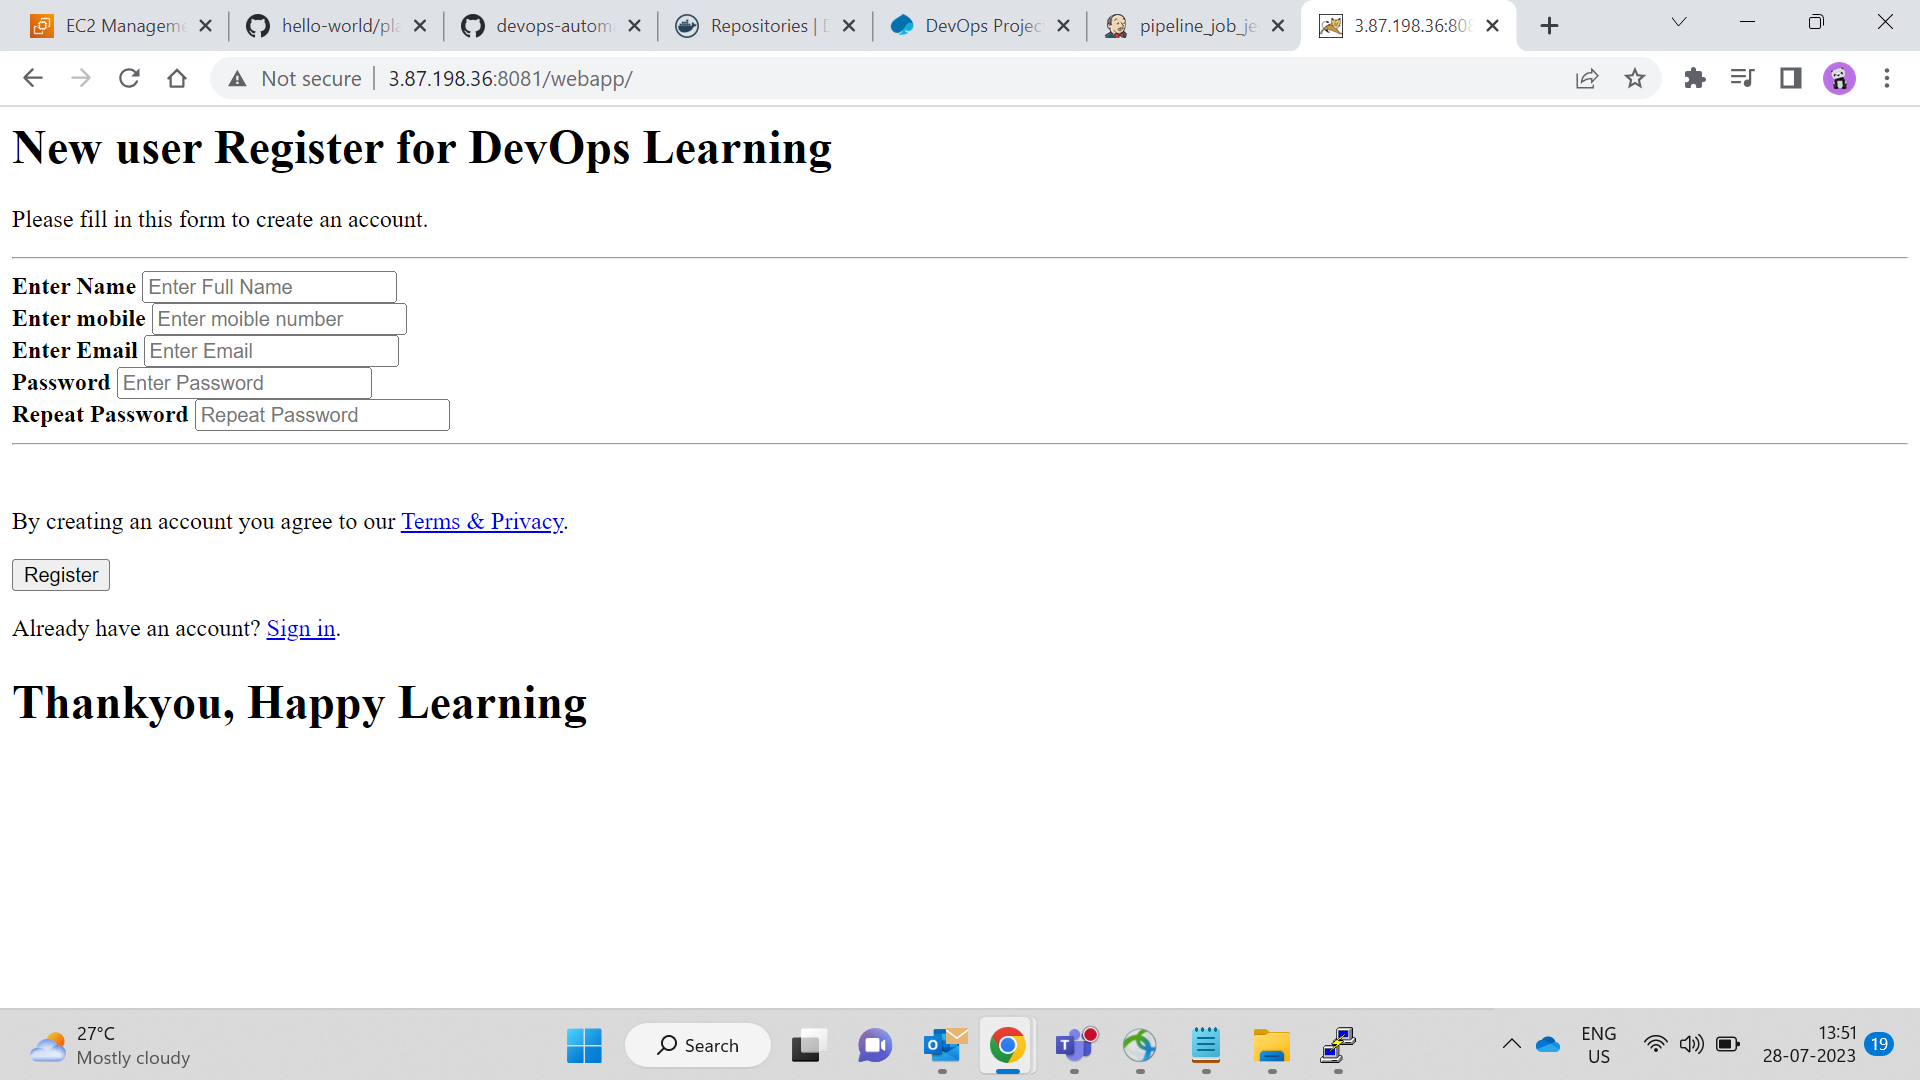 EC2 Manageme
hello-world/pla
devops-autom
Repositories | D
DevOps Projec
pipeline_job_je
3.87.198.36:808
Not secure
3.87.198.36:8081/webapp/
New user Register for DevOps Learning
Please fill in this form to create an account.
Enter Name Enter Full Name
Enter mobile Enter moible number
Enter Email Enter Email
Password Enter Password
Repeat Password Repeat Password
By creating an account you agree to our Terms & Privacy.
Register
Already have an account? Sign in.
Thankyou, Happy Learning
27°C
Mostly cloudy
Search
ENG
US
13:51
28-07-2023
19